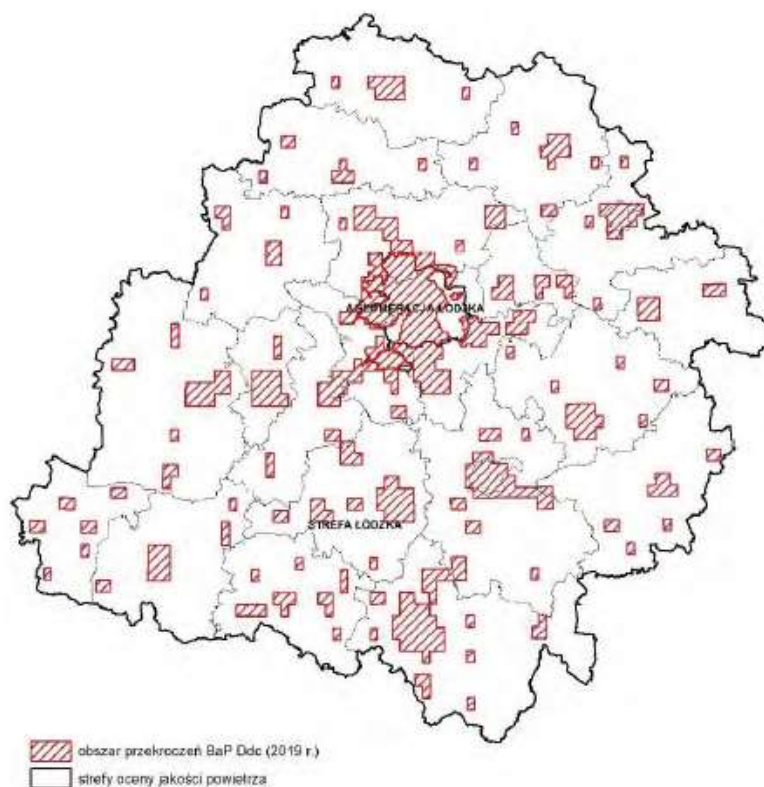 AGLOMERACJA ŁÓDZKA
STREFA ŁÓDZKA
obszar przekroczeń BaP Ddc (2019 r.)
strefy oceny jakości powietrza